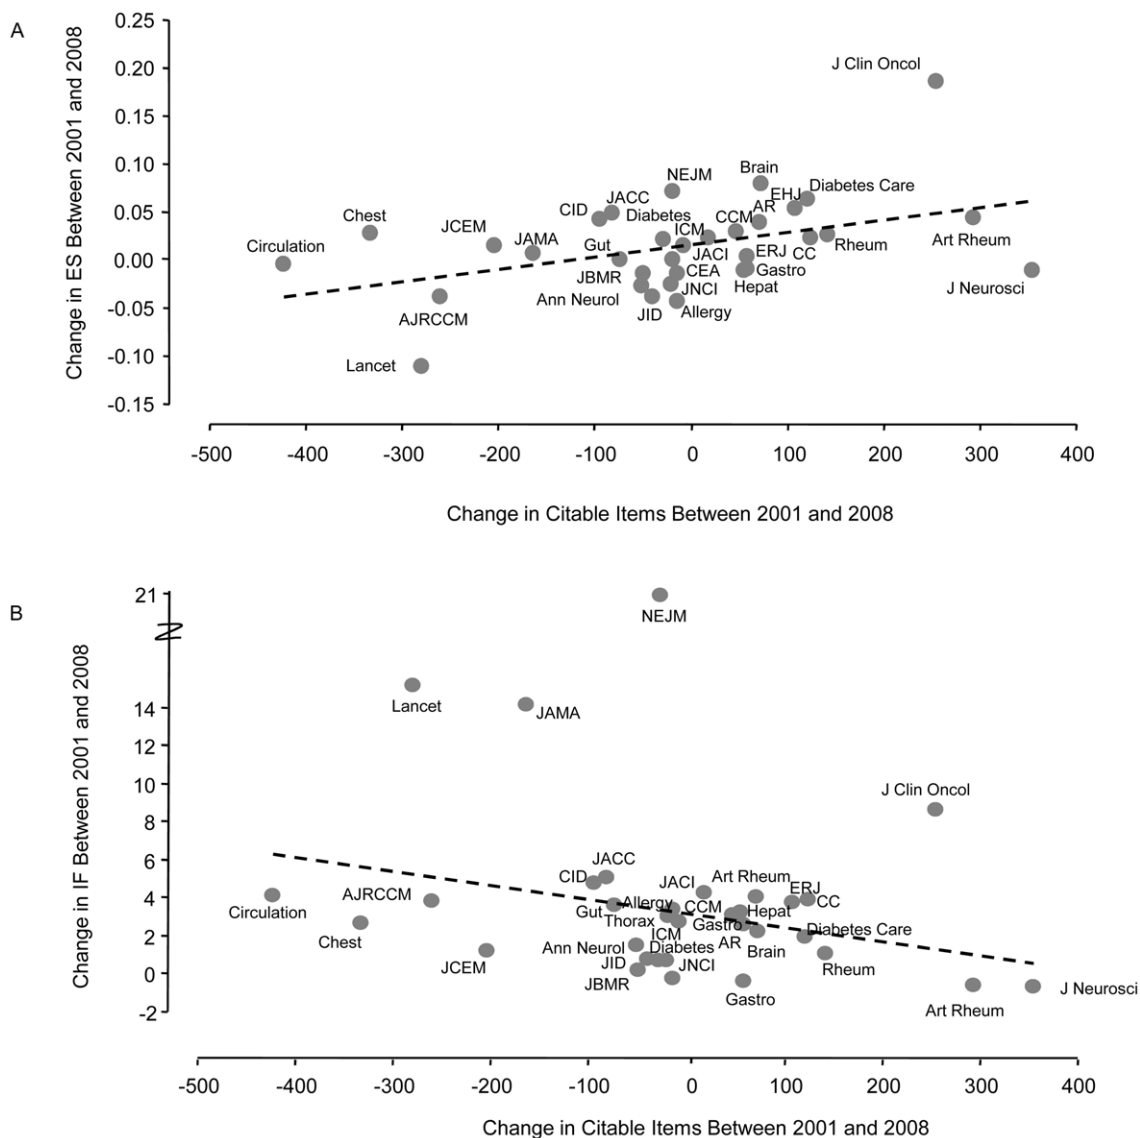 A
Change in ES Between 2001 and 2008
0.25
0.20
0.15
0.10
0.05
0.00
-0.05
-0.10
-0.15
J Clin Oncol
NEJM
Brain
Diabetes Care
EHJ
JACC
CID
Diabetes
AR
CCM
Chest
JCEM
JAMA
Circulation
Gut
ICM
JACI
ERJ
CC
Rheum
Art Rheum
JBMR
CEA
Gastro
Ann Neurol
JNCI
Hepat
J Neurosci
JID
Allergy
AJRCCM
Lancet
-500
-400
-300
-200
-100
0
100
200
300
400
Change in Citable Items Between 2001 and 2008
B
Change in IF Between 2001 and 2008
21
14
12
10
8
6
4
2
0
-2
NEJM
Lancet
JAMA
J Clin Oncol
JACC
CID
JACI
Art Rheum
ERJ
AJRCCM
Allergy
CCM
CC
Circulation
Gut
Hepat
Thorax
Gastro
Diabetes Care
ICM
Chest
Ann Neurol
Diabetes
AR
Brain
JCEM
JID
JNCI
Rheum
JBMR
Gastro
J Neurosci
Art Rheum
-500
-400
-300
-200
-100
0
100
200
300
400
Change in Citable Items Between 2001 and 2008